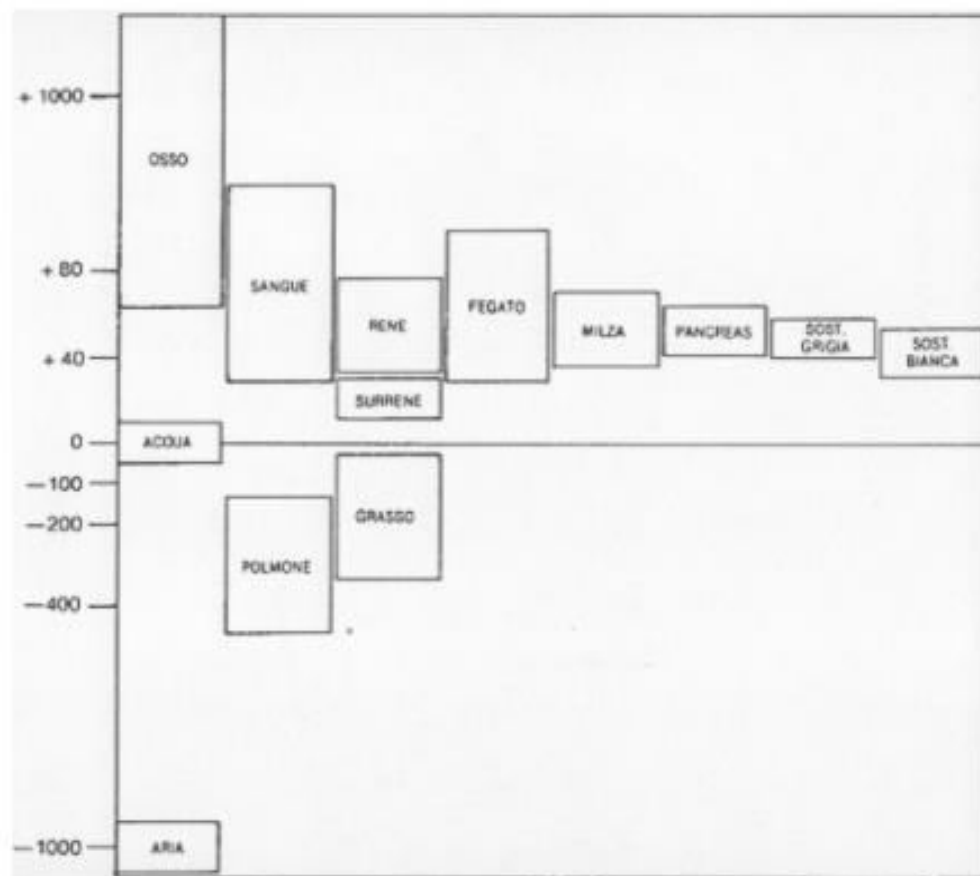 + 1000
OSSO
+ 80
SANGUE
RENE
FEGATO
MILZA
PANCREAS
SOST.
GRIGIA
SOST.
BIANCA
+ 40
SURRENE
0
ACQUA
—100
—200
GRASSO
POLMONE
—400
—1000
ARIA